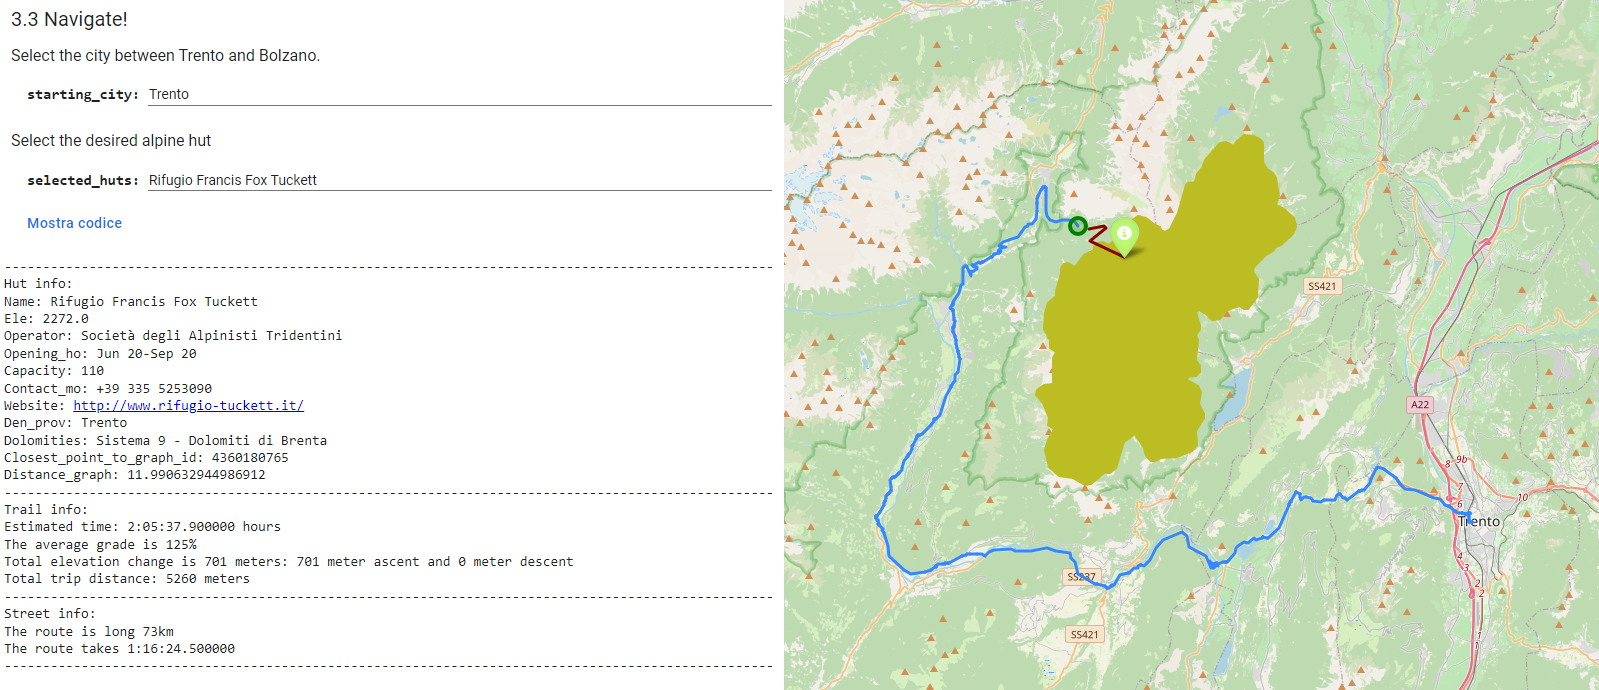 3.3 Navigate!
Select the city between Trento and Bolzano.
starting_city: Trento
Select the desired alpine hut
selected_huts: Rifugio Francis Fox Tuckett
Mostra codice
----------------------------------------------------------------------------------------------------
Hut info:
Name: Rifugio Francis Fox Tuckett
Ele: 2272.0
Operator: Società degli Alpinisti Tridentini
Opening_ho: Jun 20-Sep 20
Capacity: 110
Contact_mo: +39 335 5253090
Website: http://www.rifugio-tuckett.it/
Den_prov: Trento
Dolomities: Sistema 9 - Dolomiti di Brenta
Closest_point_to_graph_id: 4360180765
Distance_graph: 11.990632944986912
----------------------------------------------------------------------------------------------------
Trail info:
Estimated time: 2:05:37.900000 hours
The average grade is 125%
Total elevation change is 701 meters: 701 meter ascent and 0 meter descent
Total trip distance: 5260 meters
----------------------------------------------------------------------------------------------------
Street info:
The route is long 73km
The route takes 1:16:24.500000
----------------------------------------------------------------------------------------------------
SS421
A22
9b
8
7
10
6
Trento
4
3
SS237
2
2
SS421
1
1